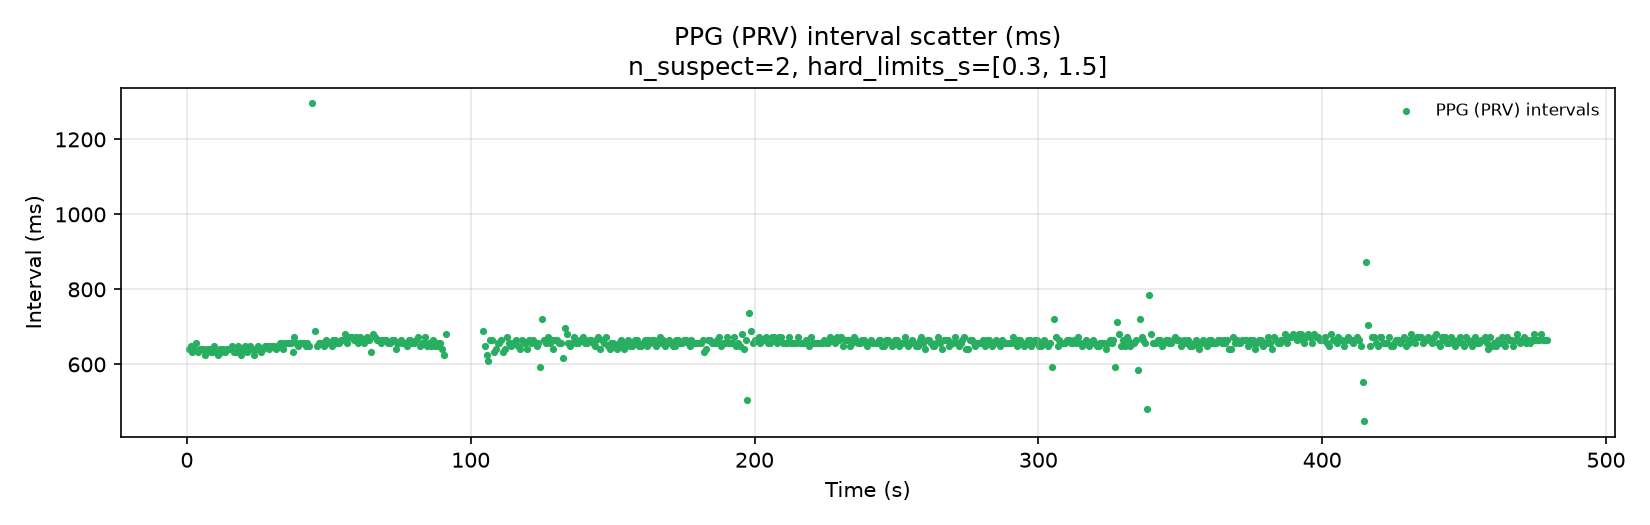 PPG (PRV) interval scatter (ms)
n_suspect=2, hard_limits_s=[0.3, 1.5]
PPG (PRV) intervals
Interval (ms)
1200
1000
800
600
0
100
200
300
400
500
Time (s)